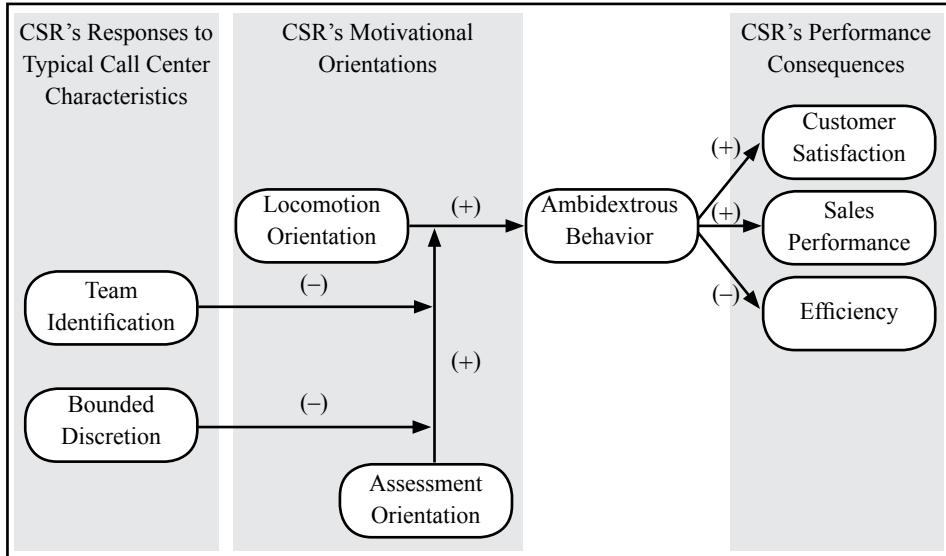 CSR’s Responses to
Typical Call Center
Characteristics
CSR’s Motivational
Orientations
CSR’s Performance
Consequences
Customer
Satisfaction
(+)
Locomotion
Orientation
(+)
Ambidextrous
Behavior
(+)
Sales
Performance
Team
Identification
(–)
(–)
Efficiency
(+)
Bounded
Discretion
(–)
Assessment
Orientation